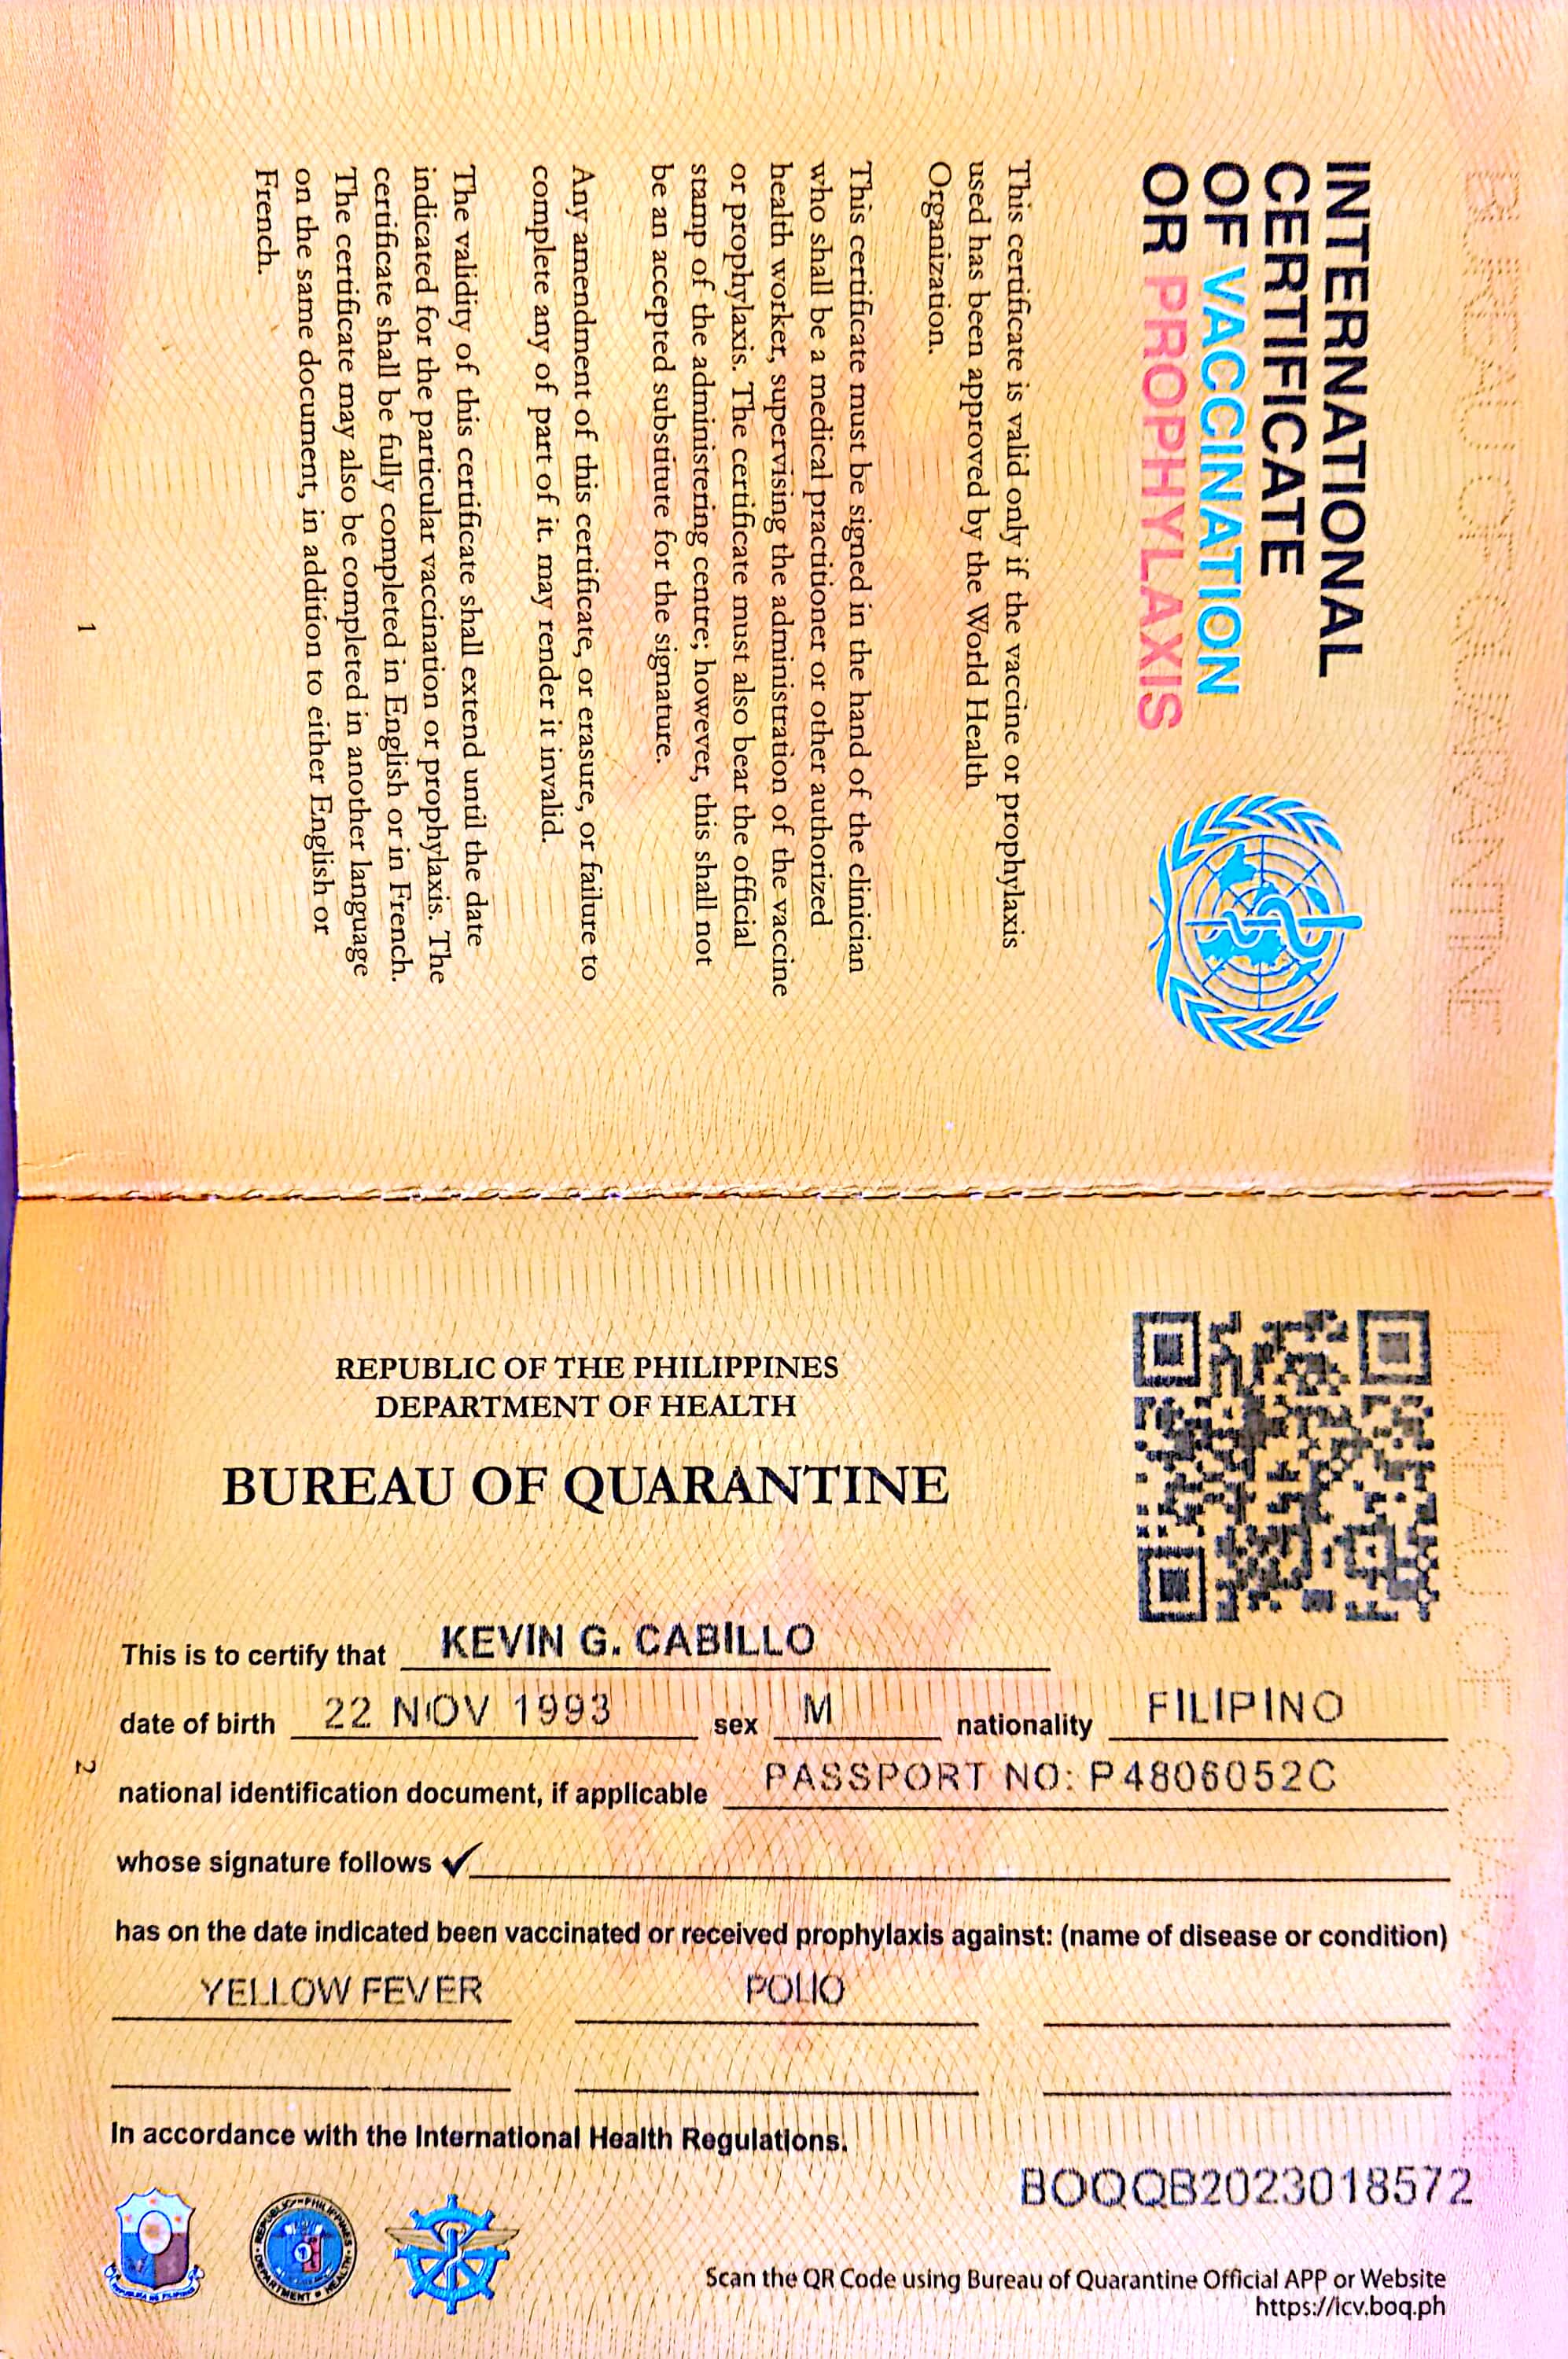 BUREAU OF QUARANTINE
INTERNATIONAL
CERTIFICATE
OF VACCINATION
OR PROPHYLAXIS
This certificate is valid only if the vaccine or prophylaxis
used has been approved by the World Health
Organization.
This certificate must be signed in the hand of the clinician
who shall be a medical practitioner or other authorized
health worker, supervising the administration of the vaccine
or prophylaxis. The certificate must also bear the official
stamp of the administering centre; however, this shall not
be an accepted substitute for the signature.
Any amendment of this certificate, or erasure, or failure to
complete any of part of it. may render it invalid.
The validity of this certificate shall extend until the date
indicated for the particular vaccination or prophylaxis. The
certificate shall be fully completed in English or in French.
The certificate may also be completed in another language
on the same document, in addition to either English or
French.
1
REPUBLIC OF THE PHILIPPINES
DEPARTMENT OF HEALTH
BUREAU OF QUARANTINE
This is to certify that KEVIN G. CABILLO
date of birth 22 NOV 1993 sex M nationality FILIPINO
national identification document, if applicable PASSPORT NO: P4806052C
whose signature follows ✓
has on the date indicated been vaccinated or received prophylaxis against: (name of disease or condition)
YELLOW FEVER POLIO
In accordance with the International Health Regulations.
BOQQB2023018572
Scan the QR Code using Bureau of Quarantine Official APP or Website
https://icv.boq.ph
2